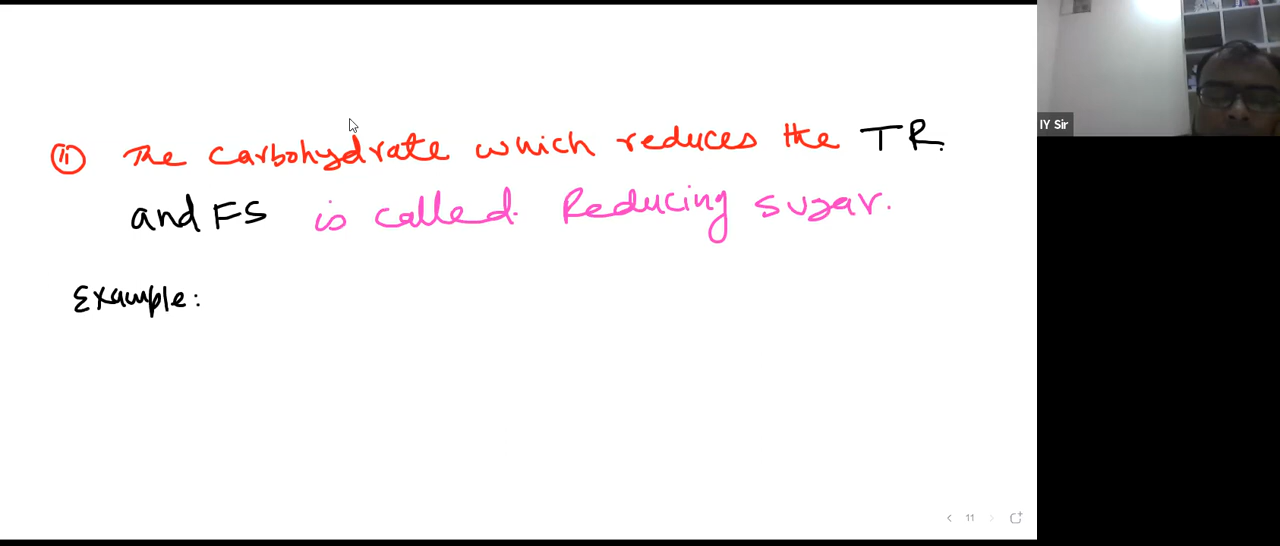 (ii) The Carbohydrate which reduces the TR.
and FS is called. Reducing sugar.
Example:
IY Sir
11